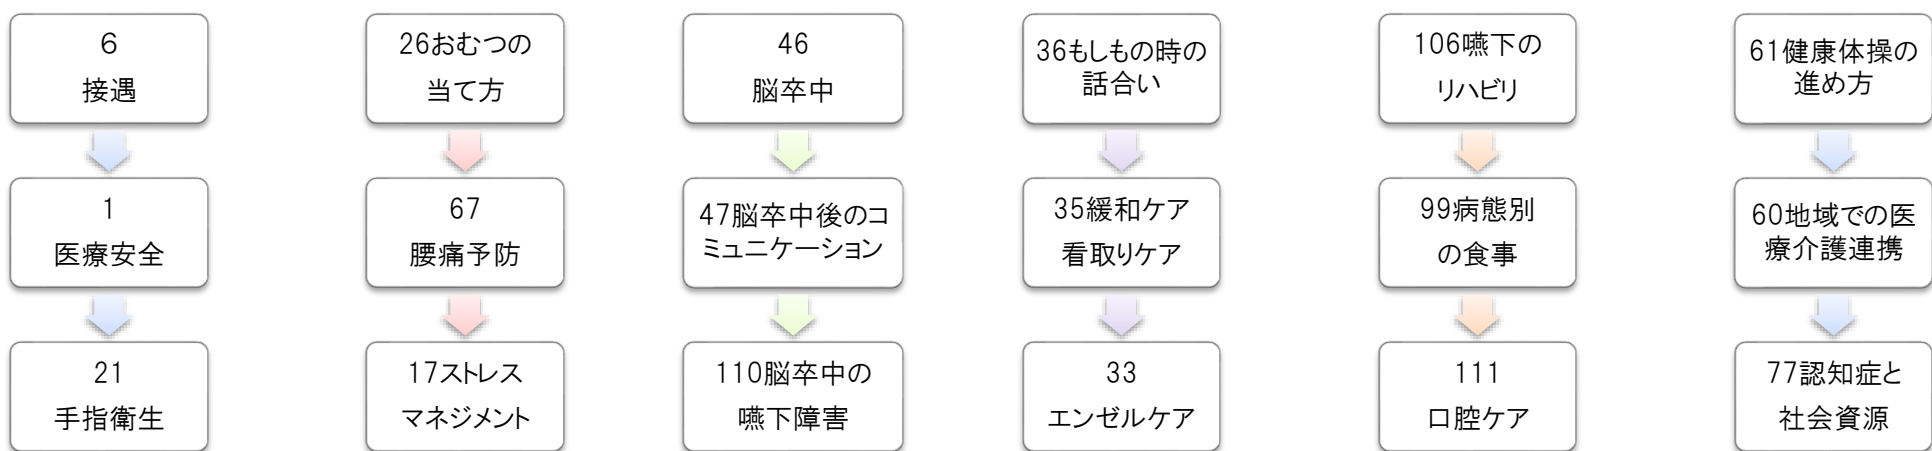 6
接遇
1
医療安全
21
手指衛生
26おむつの
当て方
67
腰痛予防
17ストレス
マネジメント
46
脳卒中
47脳卒中後のコ
ミュニケーション
110脳卒中の
嚥下障害
36もしもの時の
話合い
35緩和ケア
看取りケア
33
エンゼルケア
106嚥下の
リハビリ
99病態別
の食事
111
口腔ケア
61健康体操の
進め方
60地域での医
療介護連携
77認知症と
社会資源